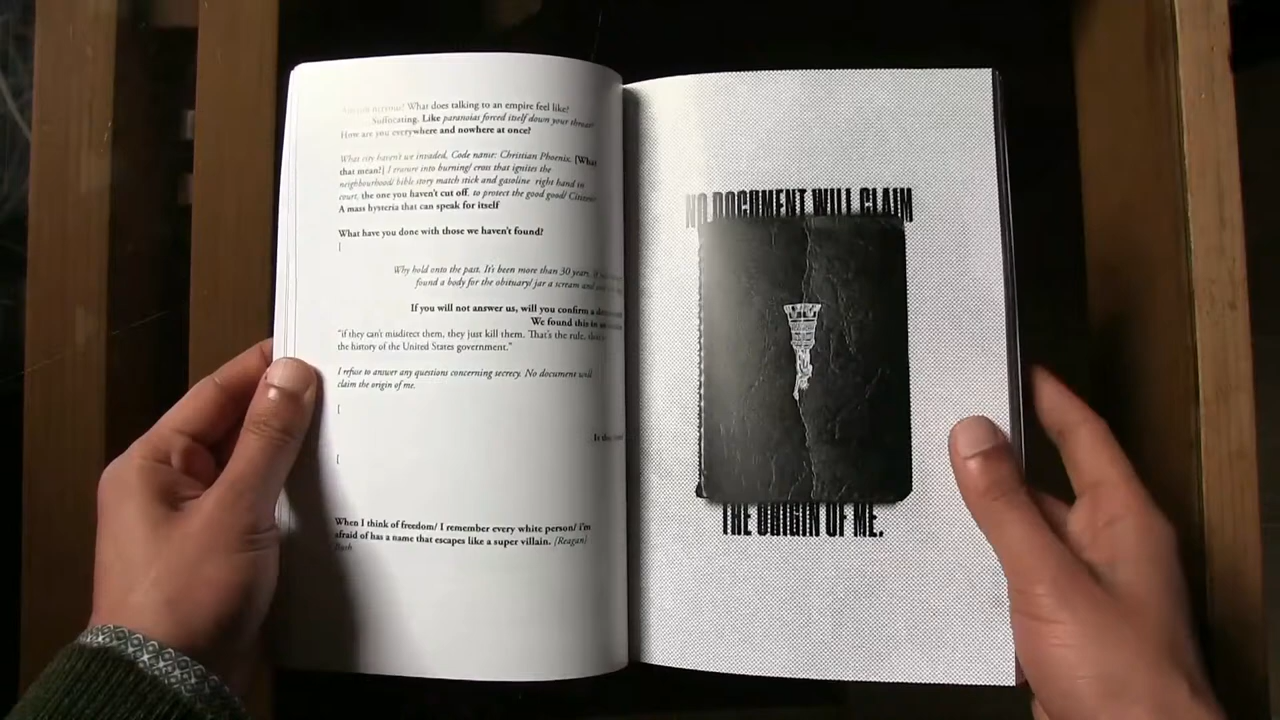 What does talking to an empire feel like?
Suffocating. Like paranoias forced itself down your throat
How are you everywhere and nowhere at once?
What city haven't we invaded. Code name: Christian Phoenix. [What
that mean?] I erasure into burning/ cross that ignites the
neighbourhood/ bible story match stick and gasoline right hand in
court, the one you haven't cut off. to protect the good good/ Citizens
A mass hysteria that can speak for itself
What have you done with those we haven't found?
[
Why hold onto the past. It's been more than 30 years.
found a body for the obituary/ jar a scream and
If you will not answer us, will you confirm a
We found this in
"if they can't misdirect them, they just kill them. That's the rule,
the history of the United States government."
I refuse to answer any questions concerning secrecy. No document will
claim the origin of me.
[
Is
[
When I think of freedom/ I remember every white person/ i'm
afraid of has a name that escapes like a super villain. (Reagan)
Bush
NO DOCUMENT WILL CLAIM
THE ORIGIN OF ME.